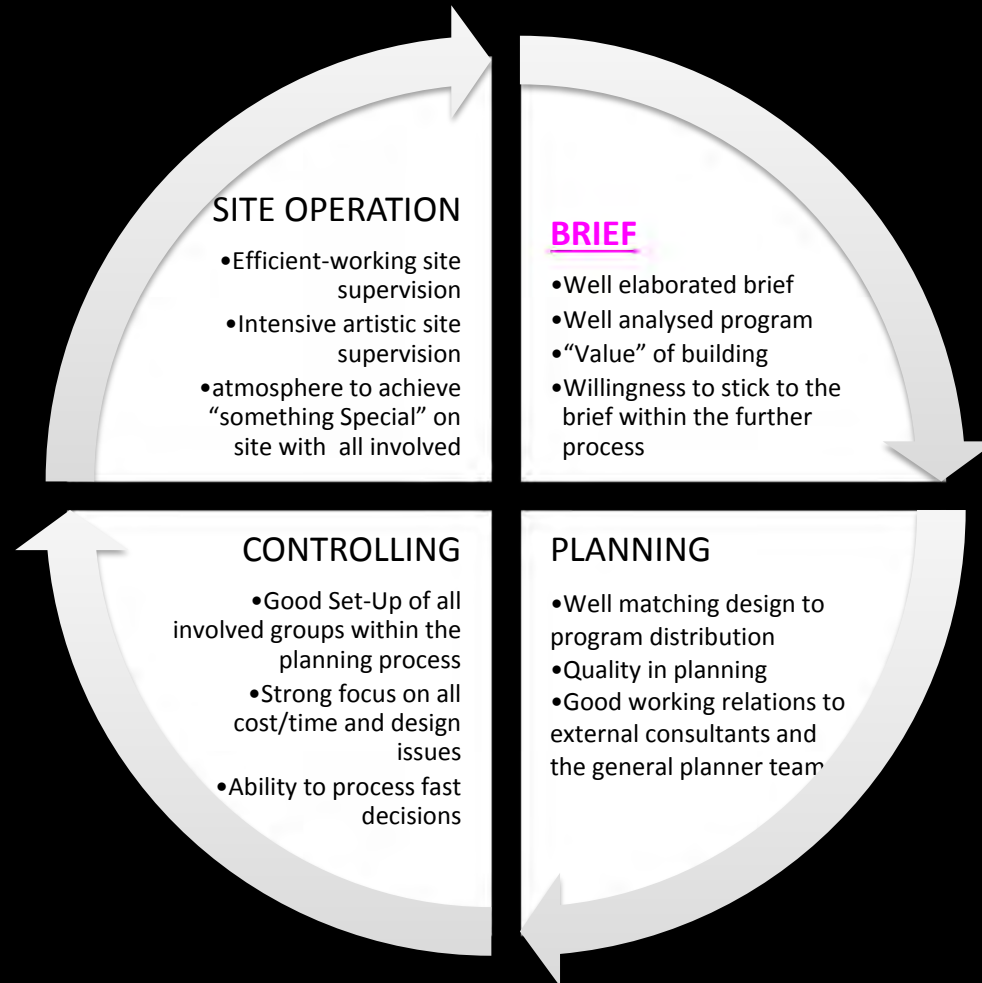 SITE OPERATION
•Efficient-working site
supervision
•Intensive artistic site
supervision
•atmosphere to achieve
“something Special” on
site with all involved
BRIEF
•Well elaborated brief
•Well analysed program
•“Value” of building
•Willingness to stick to the
brief within the further
process
CONTROLLING
•Good Set-Up of all
involved groups within the
planning process
•Strong focus on all
cost/time and design
issues
•Ability to process fast
decisions
PLANNING
•Well matching design to
program distribution
•Quality in planning
•Good working relations to
external consultants and
the general planner team